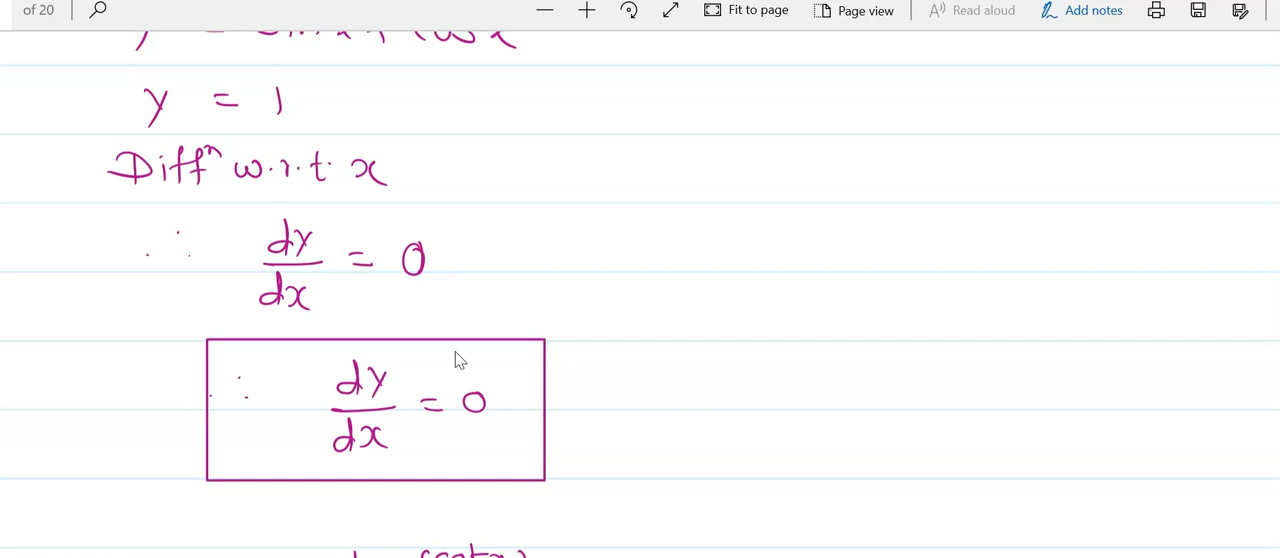 of 20 Fit to page Page view Read aloud Add notes
y = 1
Diffⁿ w.r.t. x
∴ dy/dx = 0
∴ dy/dx = 0